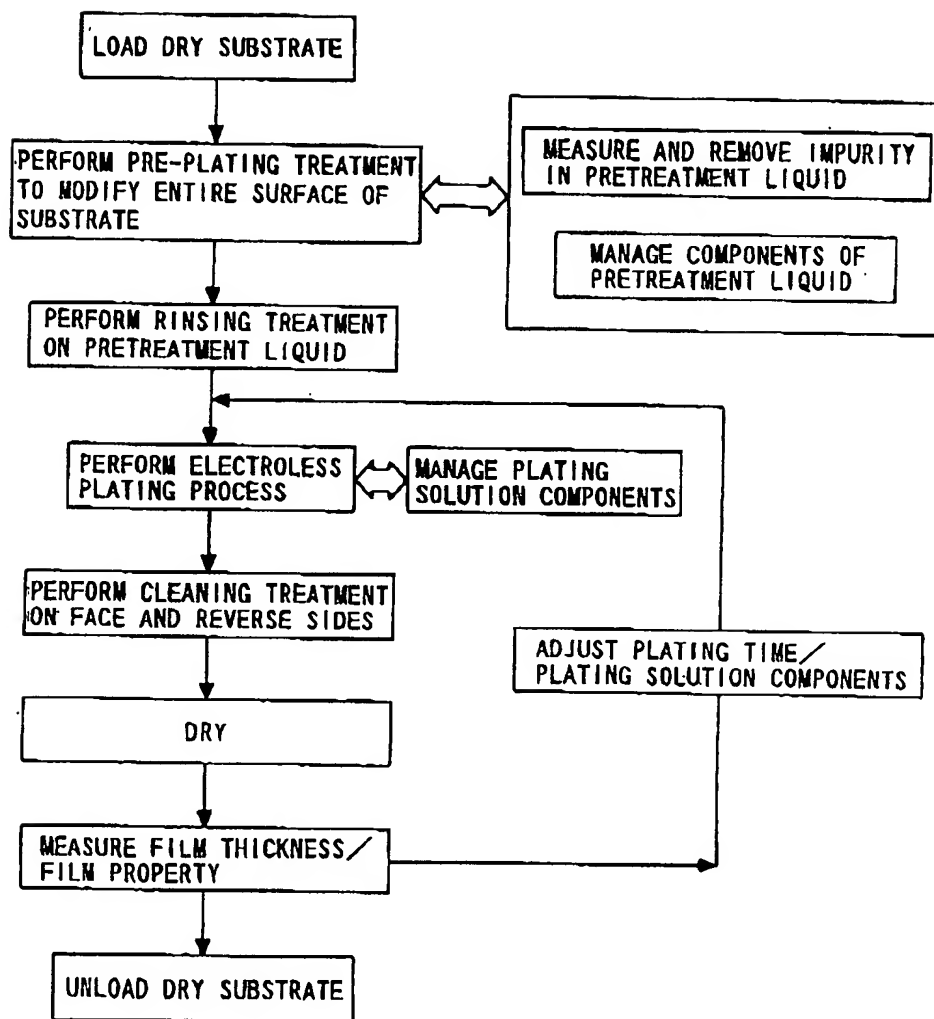 LOAD DRY SUBSTRATE
PERFORM PRE-PLATING TREATMENT
TO MODIFY ENTIRE SURFACE OF
SUBSTRATE
MEASURE AND REMOVE IMPURITY
IN PRETREATMENT LIQUID
MANAGE COMPONENTS OF
PRETREATMENT LIQUID
PERFORM RINSING TREATMENT
ON PRETREATMENT LIQUID
PERFORM ELECTROLESS
PLATING PROCESS
MANAGE PLATING
SOLUTION COMPONENTS
PERFORM CLEANING TREATMENT
ON FACE AND REVERSE SIDES
ADJUST PLATING TIME/
PLATING SOLUTION COMPONENTS
DRY
MEASURE FILM THICKNESS/
FILM PROPERTY
UNLOAD DRY SUBSTRATE